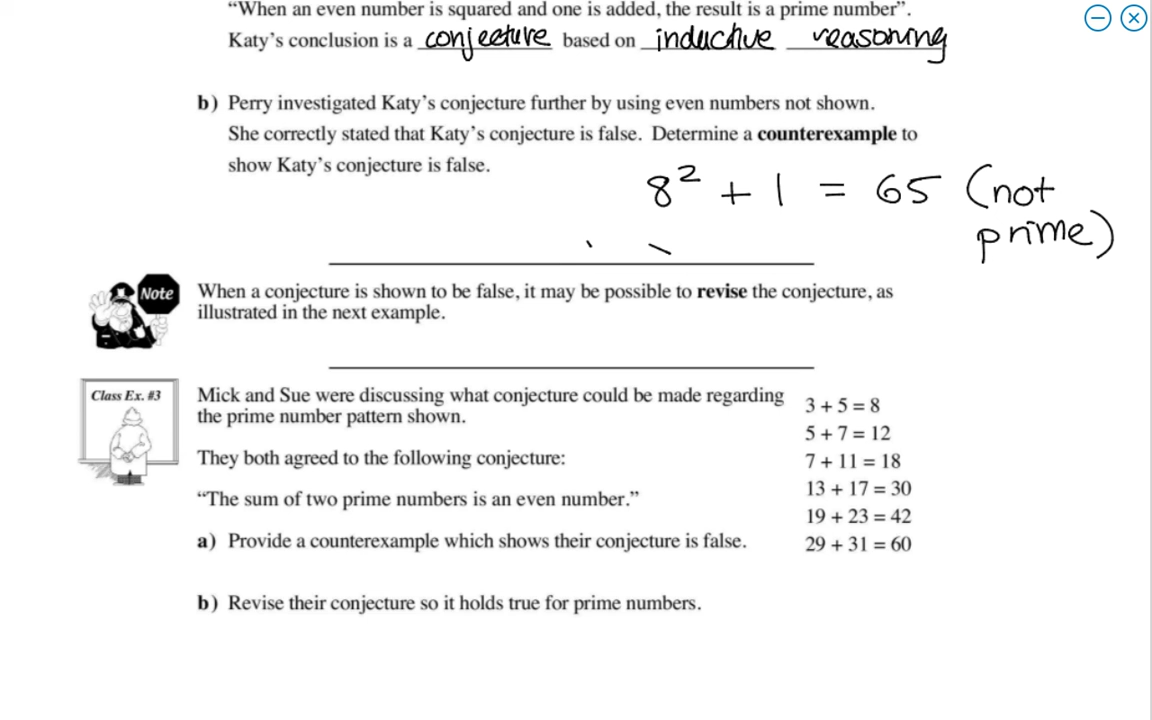 “When an even number is squared and one is added, the result is a prime number”.
Katy’s conclusion is a conjecture based on inductive reasoning
b) Perry investigated Katy’s conjecture further by using even numbers not shown.
She correctly stated that Katy’s conjecture is false. Determine a counterexample to
show Katy’s conjecture is false.
8² + 1 = 65 (not
prime)
Note
When a conjecture is shown to be false, it may be possible to revise the conjecture, as
illustrated in the next example.
Class Ex. #3
Mick and Sue were discussing what conjecture could be made regarding
the prime number pattern shown.
They both agreed to the following conjecture:
“The sum of two prime numbers is an even number.”
a) Provide a counterexample which shows their conjecture is false.
b) Revise their conjecture so it holds true for prime numbers.
3 + 5 = 8
5 + 7 = 12
7 + 11 = 18
13 + 17 = 30
19 + 23 = 42
29 + 31 = 60